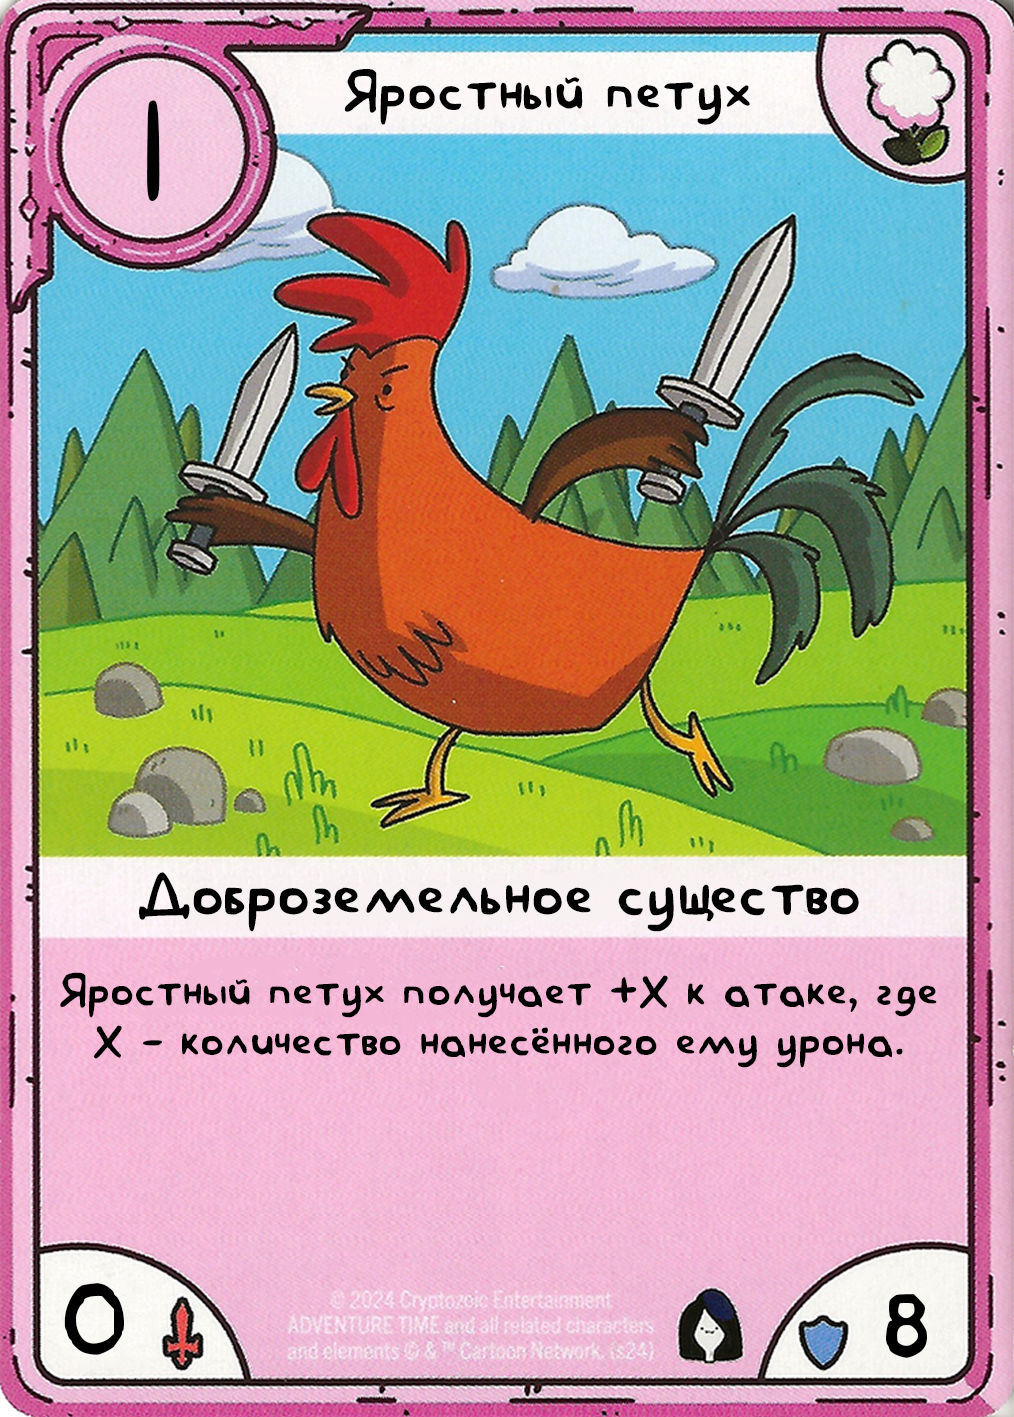 1
Яростный петух
Доброземельное существо
Яростный петух получает +X к атаке, где
X - количество нанесённого ему урона.
0
8
© 2024 Cryptozoic Entertainment
ADVENTURE TIME and all related characters
and elements © & ™ Cartoon Network. (s24)